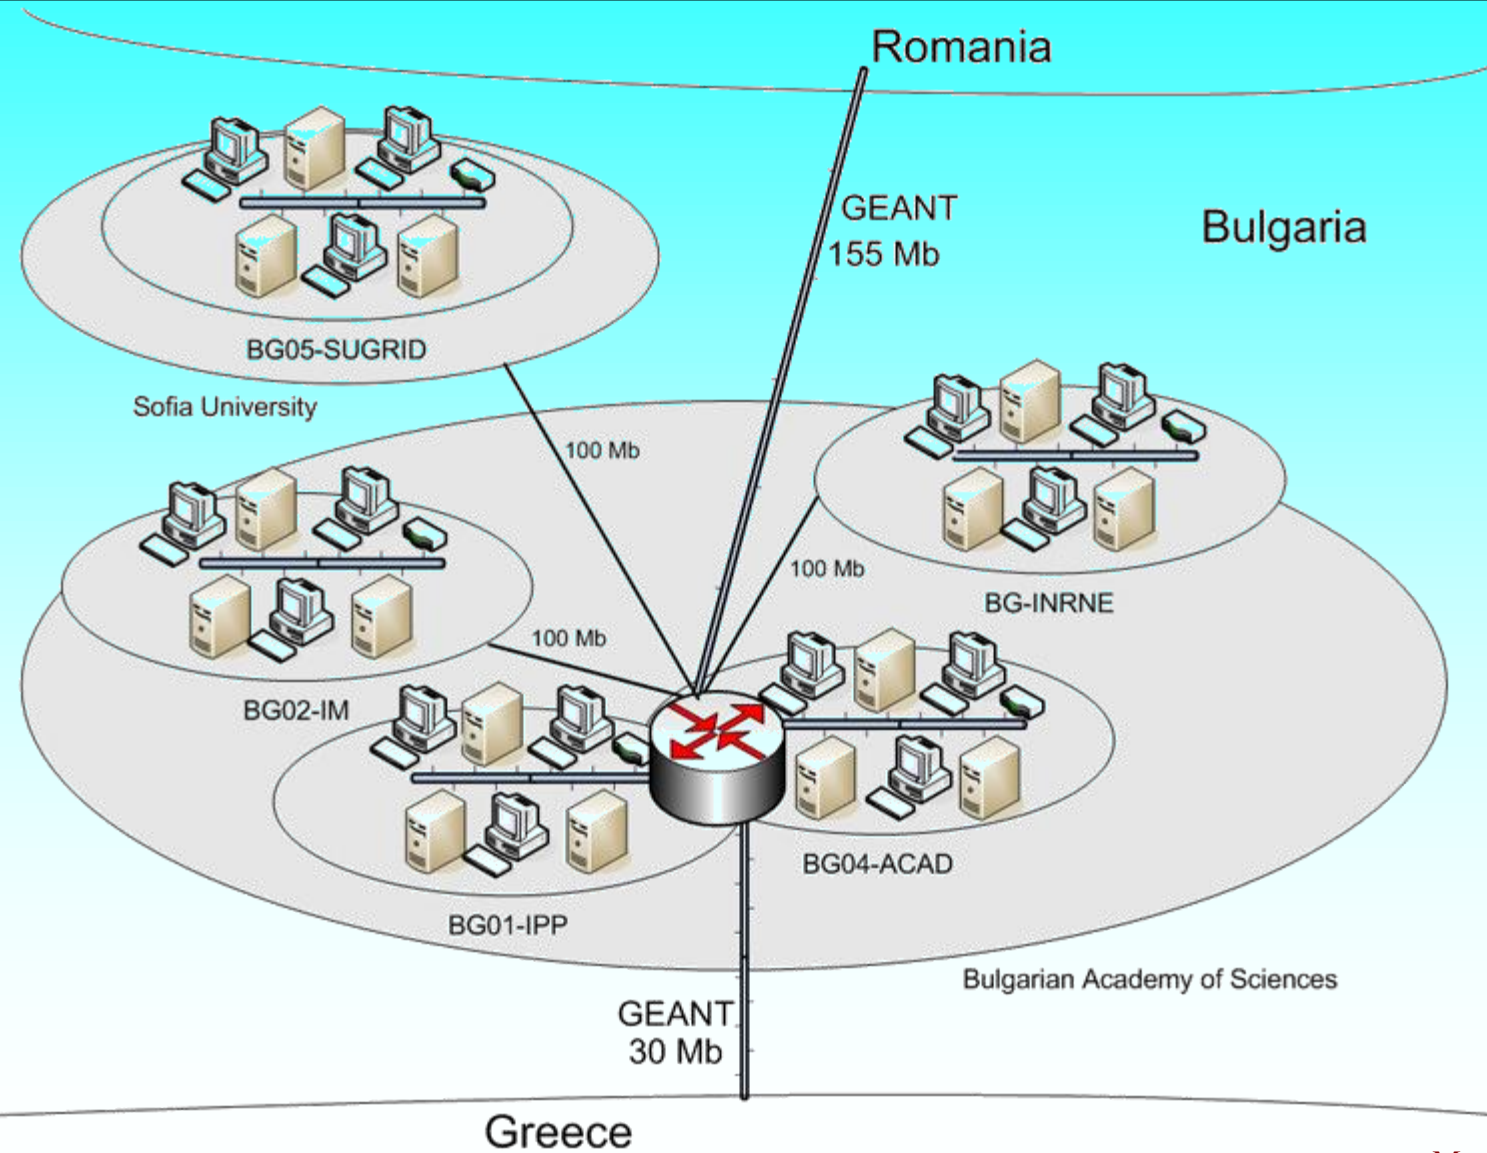 Romania
GEANT
155 Mb
Bulgaria
BG05-SUGRID
Sofia University
100 Mb
100 Mb
BG-INRNE
100 Mb
BG02-IM
BG04-ACAD
BG01-IPP
Bulgarian Academy of Sciences
GEANT
30 Mb
Greece